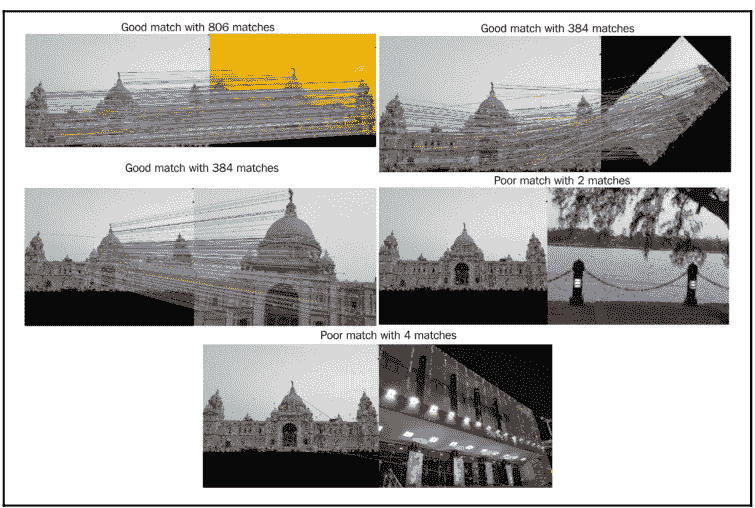 Good match with 806 matches
Good match with 384 matches
Good match with 384 matches
Poor match with 2 matches
Poor match with 4 matches